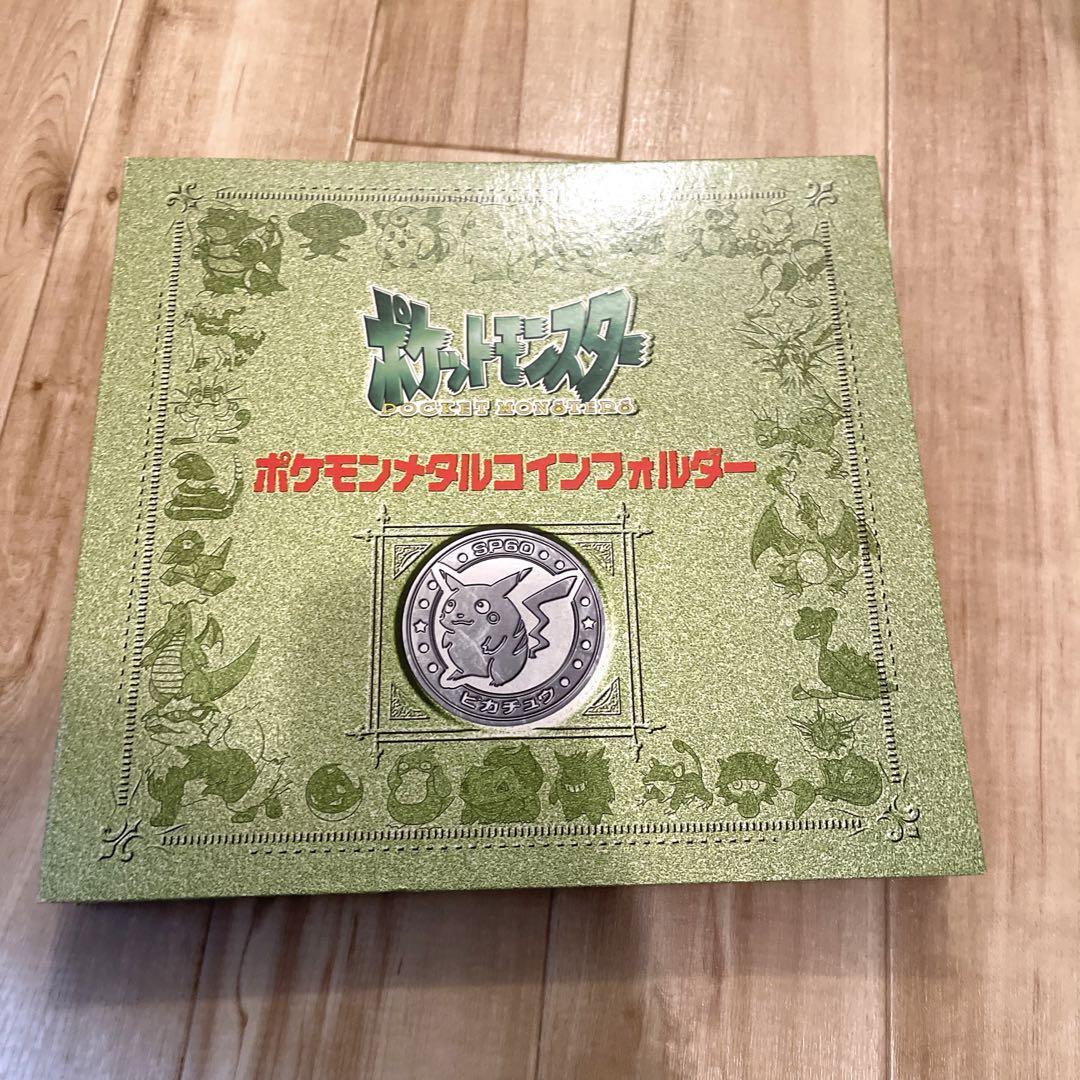 ポケットモンスター
POCKET MONSTERS
ポケモンメタルコインフォルダー
SP60
ピカチュウ